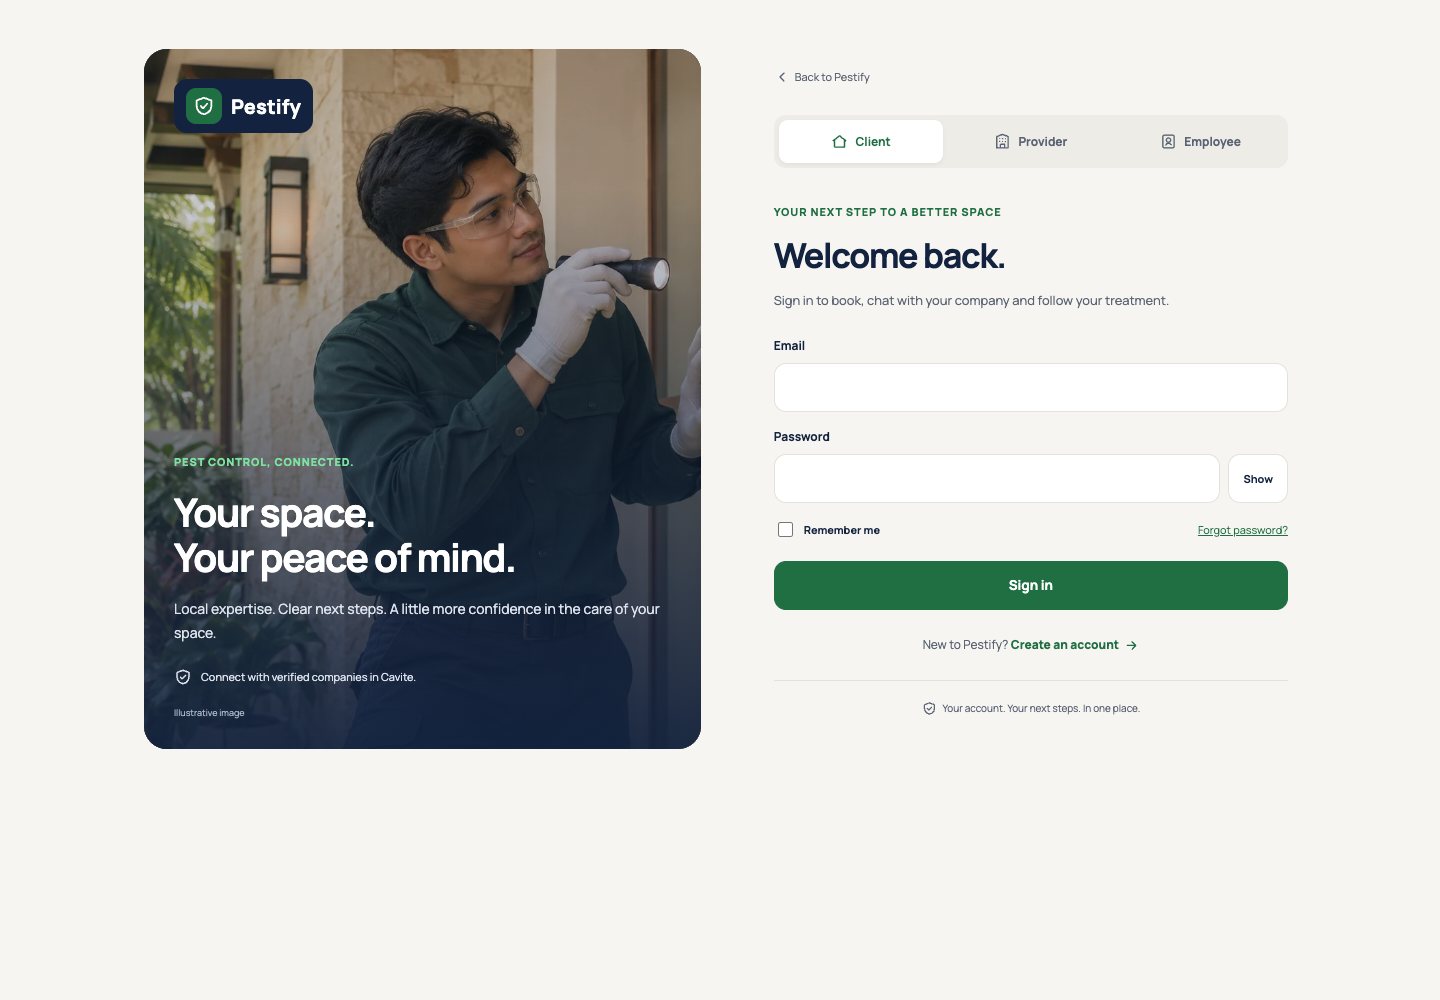 Pestify
PEST CONTROL, CONNECTED.
Your space.
Your peace of mind.
Local expertise. Clear next steps. A little more confidence in the care of your
space.
Connect with verified companies in Cavite.
Illustrative image
Back to Pestify
Client
Provider
Employee
YOUR NEXT STEP TO A BETTER SPACE
Welcome back.
Sign in to book, chat with your company and follow your treatment.
Email
Password
Show
Remember me
Forgot password?
Sign in
New to Pestify? Create an account →
Your account. Your next steps. In one place.